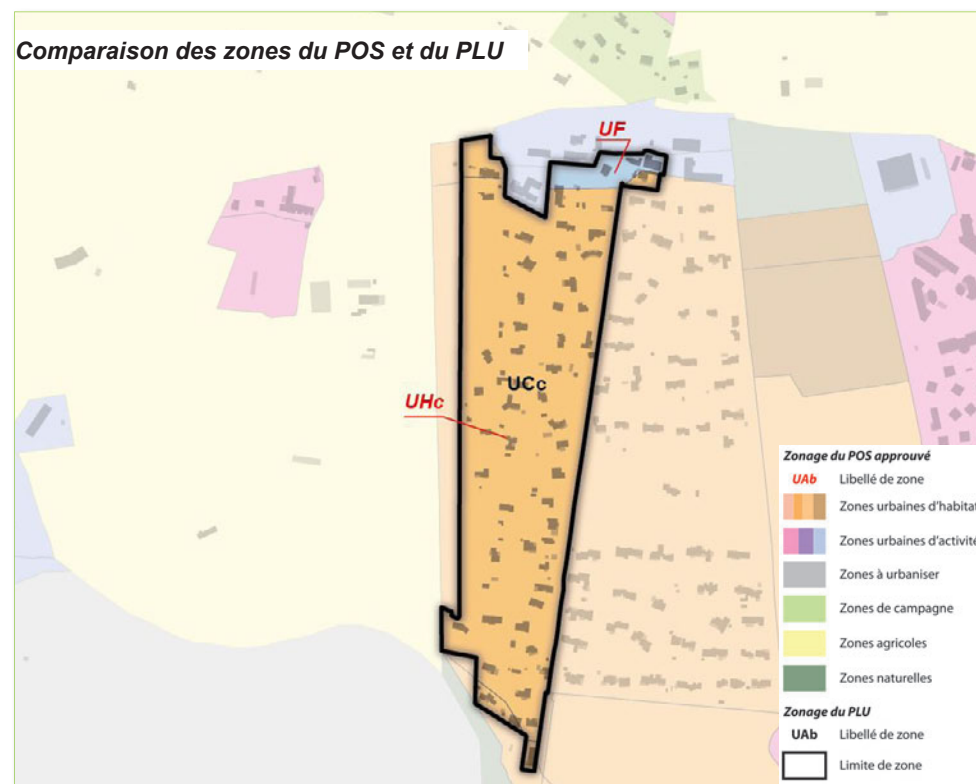 Comparaison des zones du POS et du PLU
UF
UCc
UHc
Zonage du POS approuvé
UAb Libellé de zone
Zones urbaines d'habitat
Zones urbaines d'activité
Zones à urbaniser
Zones de campagne
Zones agricoles
Zones naturelles
Zonage du PLU
UAb Libellé de zone
Limite de zone